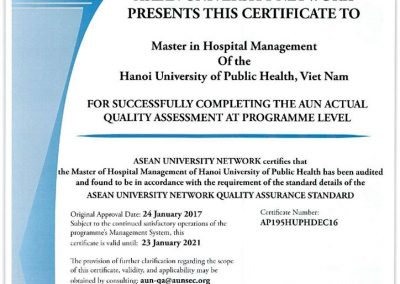 ASEAN UNIVERSITY NETWORK
PRESENTS THIS CERTIFICATE TO
Master in Hospital Management
Of the
Hanoi University of Public Health, Viet Nam
FOR SUCCESSFULLY COMPLETING THE AUN ACTUAL
QUALITY ASSESSMENT AT PROGRAMME LEVEL
ASEAN UNIVERSITY NETWORK certifies that
the Master of Hospital Management of Hanoi University of Public Health has been audited
and found to be in accordance with the requirement of the standard details of the
ASEAN UNIVERSITY NETWORK QUALITY ASSURANCE STANDARD
Original Approval Date: 24 January 2017
Subject to the continued satisfactory operations of the
programme's Management System, this
certificate is valid until: 23 January 2021
Certificate Number:
AP195HUPHDEC16
The provision of further clarification regarding the scope
of this certificate, validity, and applicability may be
obtained by consulting: aun-qa@aunsec.org